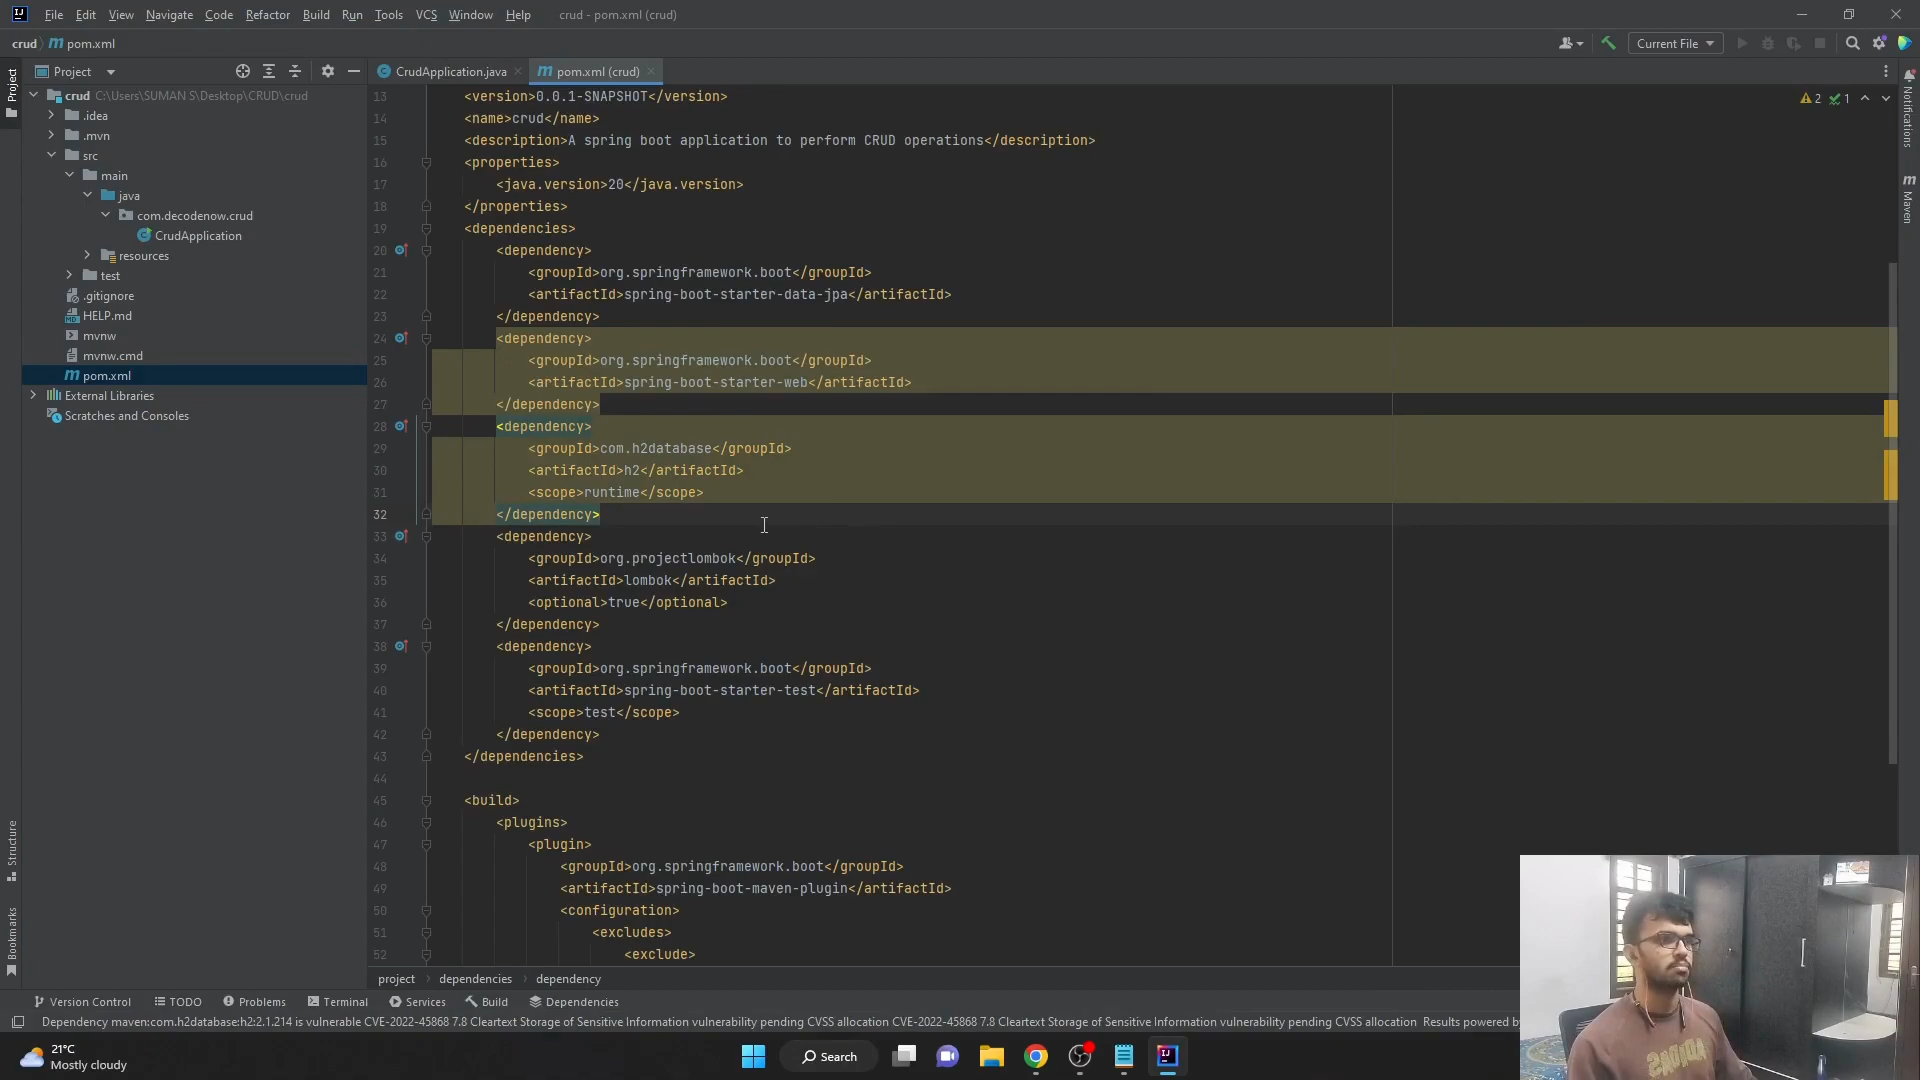 File Edit View Navigate Code Refactor Build Run Tools VCS Window Help crud - pom.xml (crud)
crud pom.xml
Current File
Project
CrudApplication.java
pom.xml (crud)
Project
crud C:\Users\SUMAN S\Desktop\CRUD\crud
.idea
.mvn
src
main
java
com.decodenow.crud
CrudApplication
resources
test
.gitignore
HELP.md
mvnw
mvnw.cmd
pom.xml
External Libraries
Scratches and Consoles
2 1
13 <version>0.0.1-SNAPSHOT</version>
14 <name>crud</name>
15 <description>A spring boot application to perform CRUD operations</description>
16 <properties>
17 <java.version>20</java.version>
18 </properties>
19 <dependencies>
20 <dependency>
21 <groupId>org.springframework.boot</groupId>
22 <artifactId>spring-boot-starter-data-jpa</artifactId>
23 </dependency>
24 <dependency>
25 <groupId>org.springframework.boot</groupId>
26 <artifactId>spring-boot-starter-web</artifactId>
27 </dependency>
28 <dependency>
29 <groupId>com.h2database</groupId>
30 <artifactId>h2</artifactId>
31 <scope>runtime</scope>
32 </dependency>
33 <dependency>
34 <groupId>org.projectlombok</groupId>
35 <artifactId>lombok</artifactId>
36 <optional>true</optional>
37 </dependency>
38 <dependency>
39 <groupId>org.springframework.boot</groupId>
40 <artifactId>spring-boot-starter-test</artifactId>
41 <scope>test</scope>
42 </dependency>
43 </dependencies>
44
45 <build>
46 <plugins>
47 <plugin>
48 <groupId>org.springframework.boot</groupId>
49 <artifactId>spring-boot-maven-plugin</artifactId>
50 <configuration>
51 <excludes>
52 <exclude>
Notifications
Maven
Structure
Bookmarks
project dependencies dependency
Version Control TODO Problems Terminal Services Build Dependencies
Dependency maven:com.h2database:h2:2.1.214 is vulnerable CVE-2022-45868 7.8 Cleartext Storage of Sensitive Information vulnerability pending CVSS allocation CVE-2022-45868 7.8 Cleartext Storage of Sensitive Information vulnerability pending CVSS allocation Results powered by
21°C
Mostly cloudy
Search